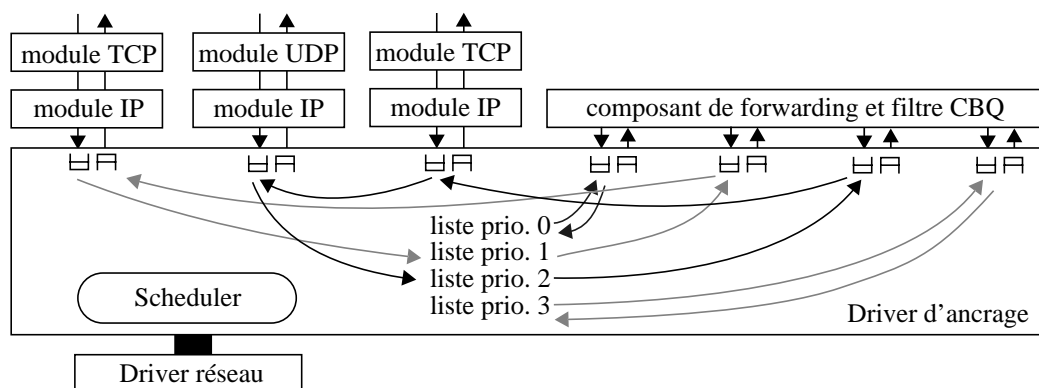 module TCP
module UDP
module TCP
module IP
module IP
module IP
composant de forwarding et filtre CBQ
liste prio. 0
liste prio. 1
liste prio. 2
liste prio. 3
Scheduler
Driver d’ancrage
Driver réseau